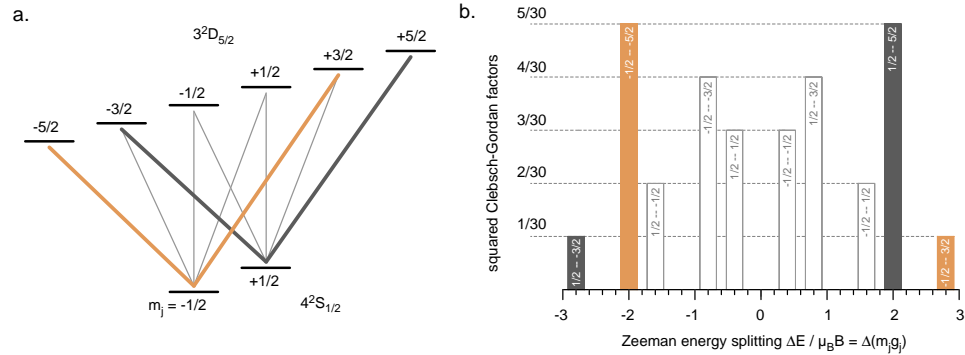 a.
3²D₅/₂
-5/2
-3/2
-1/2
+1/2
+3/2
+5/2
mⱼ = -1/2
+1/2
4²S₁/₂
b.
squared Clebsch-Gordan factors
5/30
4/30
3/30
2/30
1/30
1/2 -- -3/2
-1/2 -- -5/2
1/2 -- -1/2
-1/2 -- -3/2
1/2 -- 1/2
-1/2 -- -1/2
1/2 -- 3/2
-1/2 -- 1/2
1/2 -- 5/2
-1/2 -- 3/2
-3
-2
-1
0
1
2
3
Zeeman energy splitting ΔE / μ_BB = Δ(mⱼgⱼ)